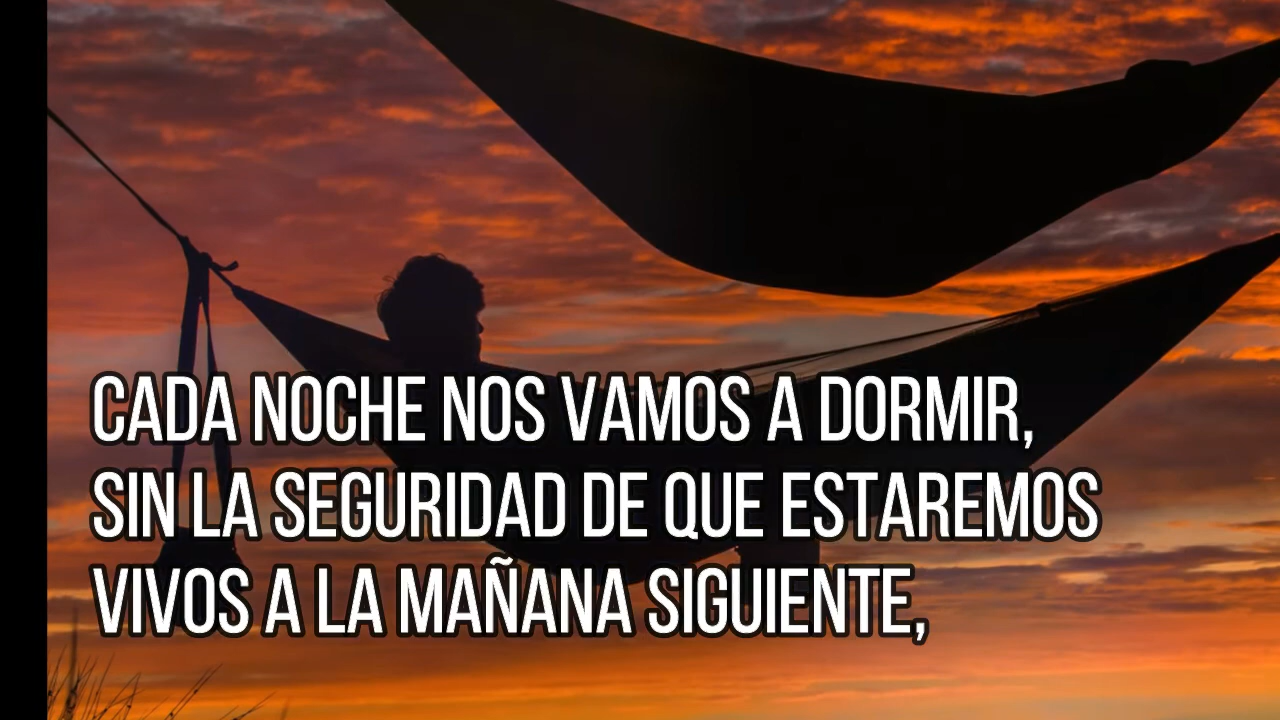 CADA NOCHE NOS VAMOS A DORMIR,
SIN LA SEGURIDAD DE QUE ESTAREMOS
VIVOS A LA MAÑANA SIGUIENTE,